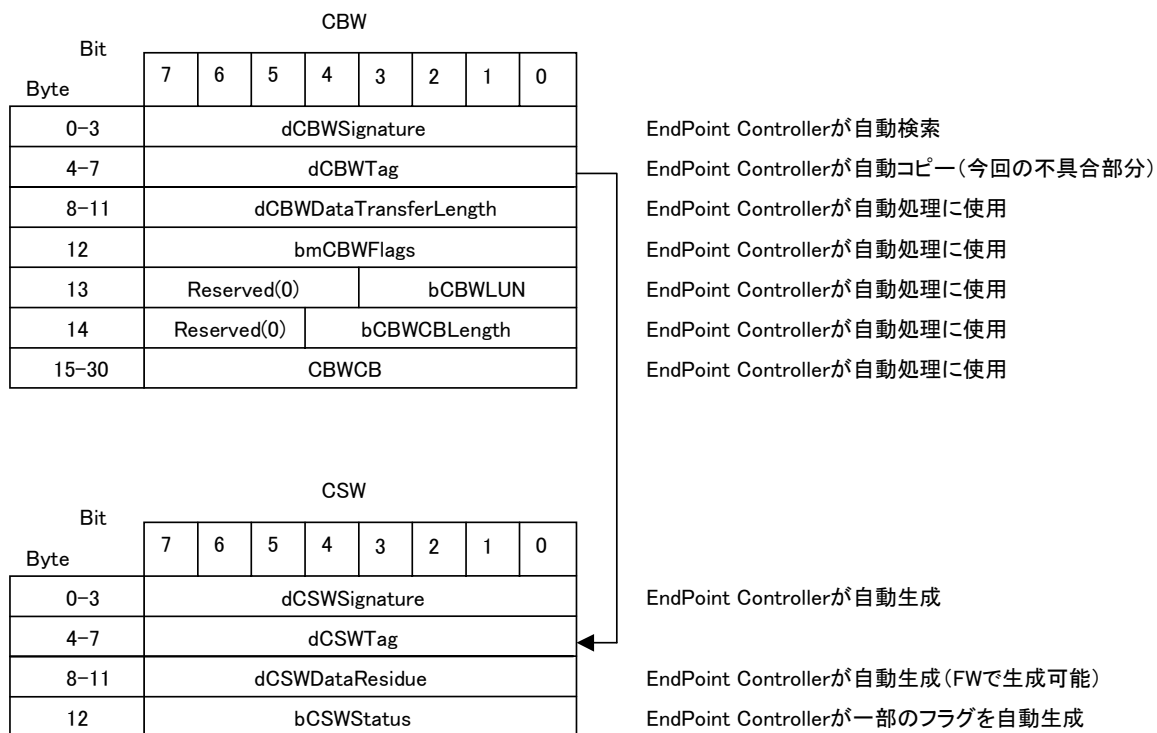 CBW
Bit
7 6 5 4 3 2 1 0
Byte
0-3 dCBWSignature EndPoint Controllerが自動検索
4-7 dCBWTag EndPoint Controllerが自動コピー(今回の不具合部分)
8-11 dCBWDataTransferLength EndPoint Controllerが自動処理に使用
12 bmCBWFlags EndPoint Controllerが自動処理に使用
13 Reserved(0) bCBWLUN EndPoint Controllerが自動処理に使用
14 Reserved(0) bCBWCBLength EndPoint Controllerが自動処理に使用
15-30 CBWCB EndPoint Controllerが自動処理に使用
CSW
Bit
7 6 5 4 3 2 1 0
Byte
0-3 dCSWSignature EndPoint Controllerが自動生成
4-7 dCSWTag
8-11 dCSWDataResidue EndPoint Controllerが自動生成(FWで生成可能)
12 bCSWStatus EndPoint Controllerが一部のフラグを自動生成